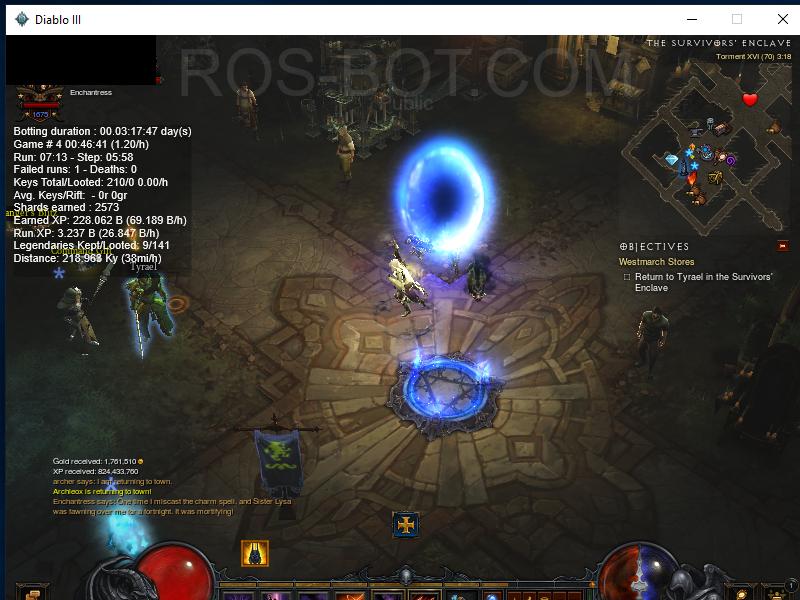 Diablo III
ROS-BOT.COM
Public
THE SURVIVORS' ENCLAVE
Torment XVI (70) 3:18
Enchantress
1675
Botting duration : 00.03:17:47 day(s)
Game # 4 00:46:41 (1.20/h)
Run: 07:13 - Step: 05:58
Failed runs: 1 - Deaths: 0
Keys Total/Looted: 210/0 0.00/h
Avg. Keys/Rift: - 0r 0gr
Shards earned : 2573
Earned XP: 228.062 B (69.189 B/h)
Run XP: 3.237 B (26.847 B/h)
Legendaries Kept/Looted: 9/141
Distance: 218.968 Ky (38mi/h)
Tyrael
OBJECTIVES
Westmarch Stores
Return to Tyrael in the Survivors'
Enclave
Gold received: 1,761,510
XP received: 824,433,760
archer says: I am returning to town.
Archleox is returning to town!
Enchantress says: One time I miscast the charm spell, and Sister Lysa
was fawning over me for a fortnight. It was mortifying!
1